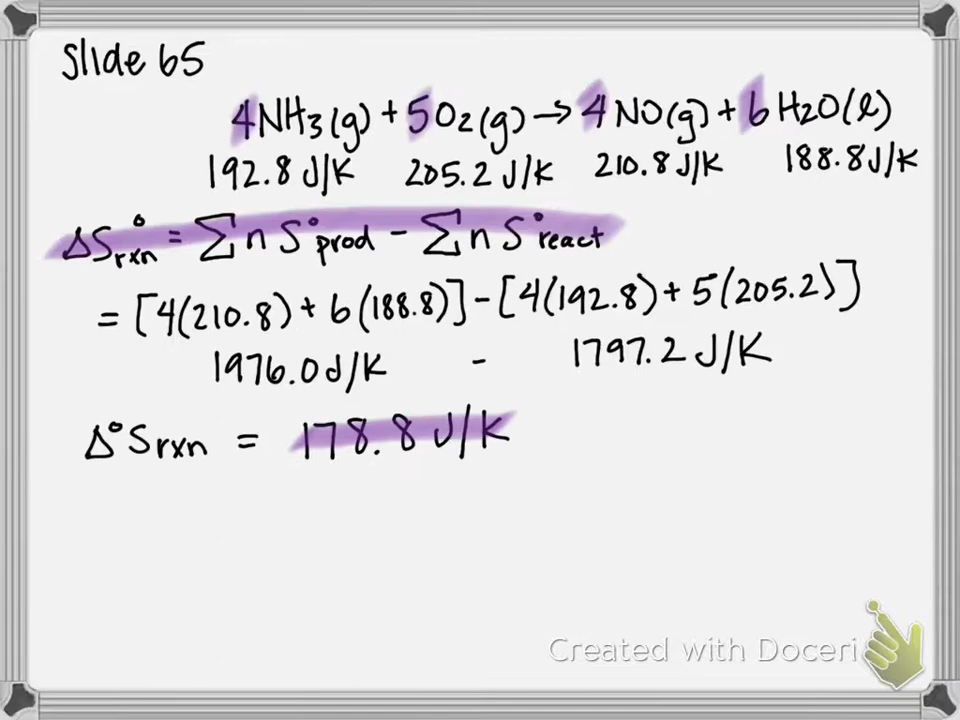 Slide 65
4NH₃(g) + 5O₂(g) → 4NO(g) + 6H₂O(l)
192.8 J/K 205.2 J/K 210.8 J/K 188.8 J/K
ΔS°rxn = ∑n S°prod - ∑n S°react
= [4(210.8) + 6(188.8)] - [4(192.8) + 5(205.2)]
1976.0 J/K - 1797.2 J/K
Δ°Srxn = 178.8 J/K
Created with Doceri